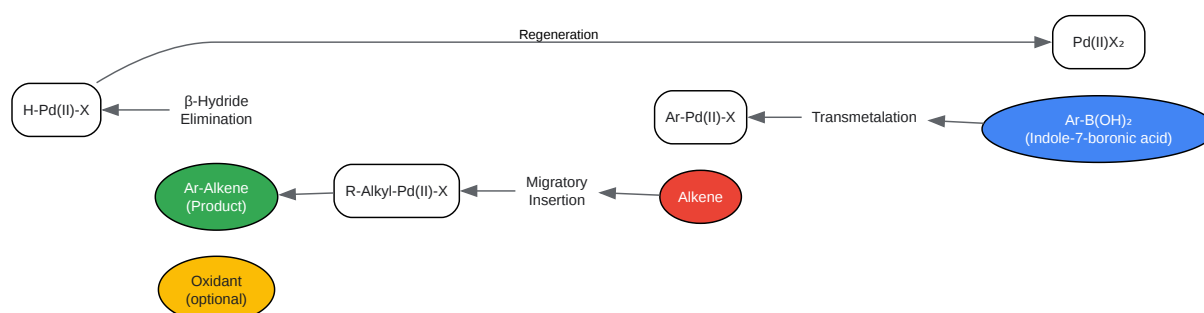 Regeneration
Pd(II)X₂
H-Pd(II)-X
β-Hydride
Elimination
Ar-Pd(II)-X
Transmetalation
Ar-B(OH)₂
(Indole-7-boronic acid)
Ar-Alkene
(Product)
R-Alkyl-Pd(II)-X
Migratory
Insertion
Alkene
Oxidant
(optional)